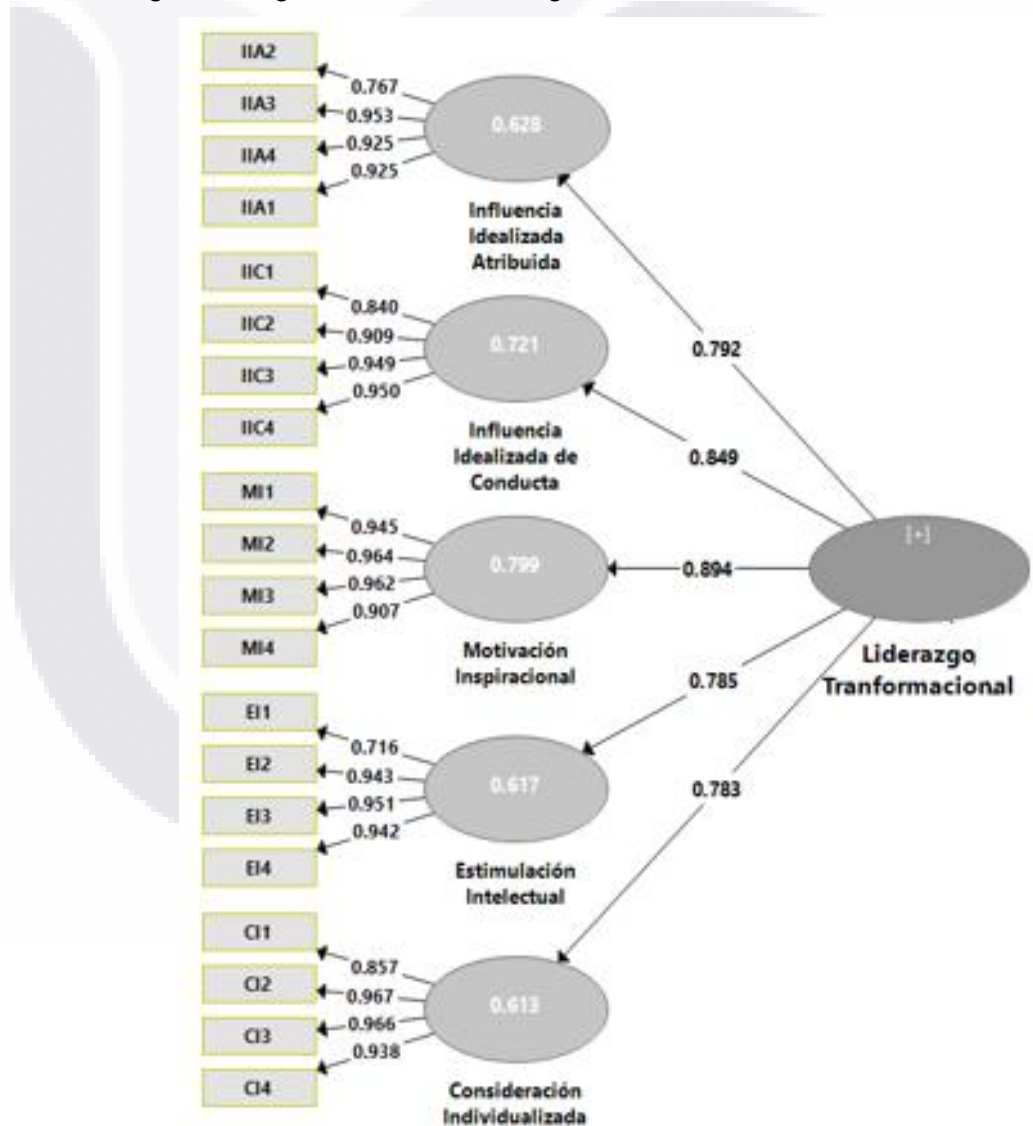 IIA2
IIA3
IIA4
IIA1
0.767
0.953
0.925
0.925
0.628
Influencia
Idealizada
Atribuida
IIC1
IIC2
IIC3
IIC4
0.840
0.909
0.949
0.950
0.721
Influencia
Idealizada de
Conducta
MI1
MI2
MI3
MI4
0.945
0.964
0.962
0.907
0.799
Motivación
Inspiracional
EI1
EI2
EI3
EI4
0.716
0.943
0.951
0.942
0.617
Estimulación
Intelectual
CI1
CI2
CI3
CI4
0.857
0.967
0.966
0.938
0.613
Consideración
Individualizada
0.792
0.849
0.894
0.785
0.783
[+]
Liderazgo
Tranformacional